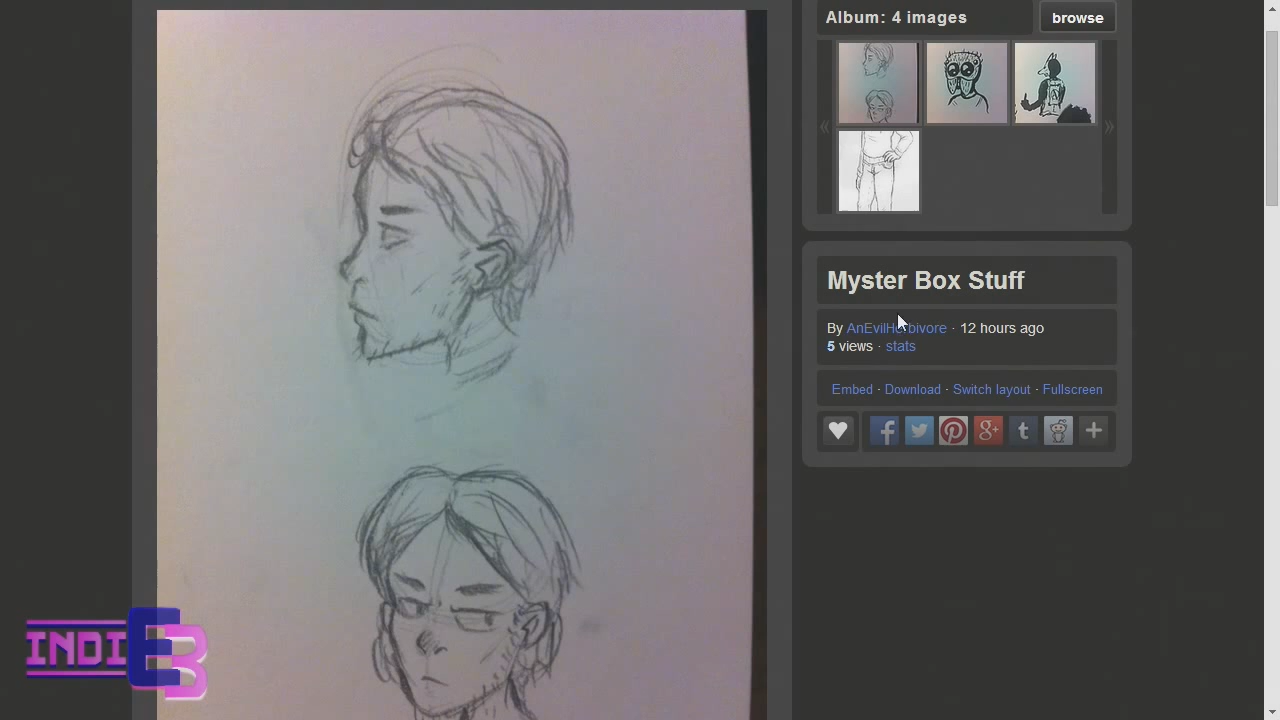 Album: 4 images
browse
Myster Box Stuff
By AnEvilHerbivore · 12 hours ago
5 views · stats
Embed · Download · Switch layout · Fullscreen
INDIE3